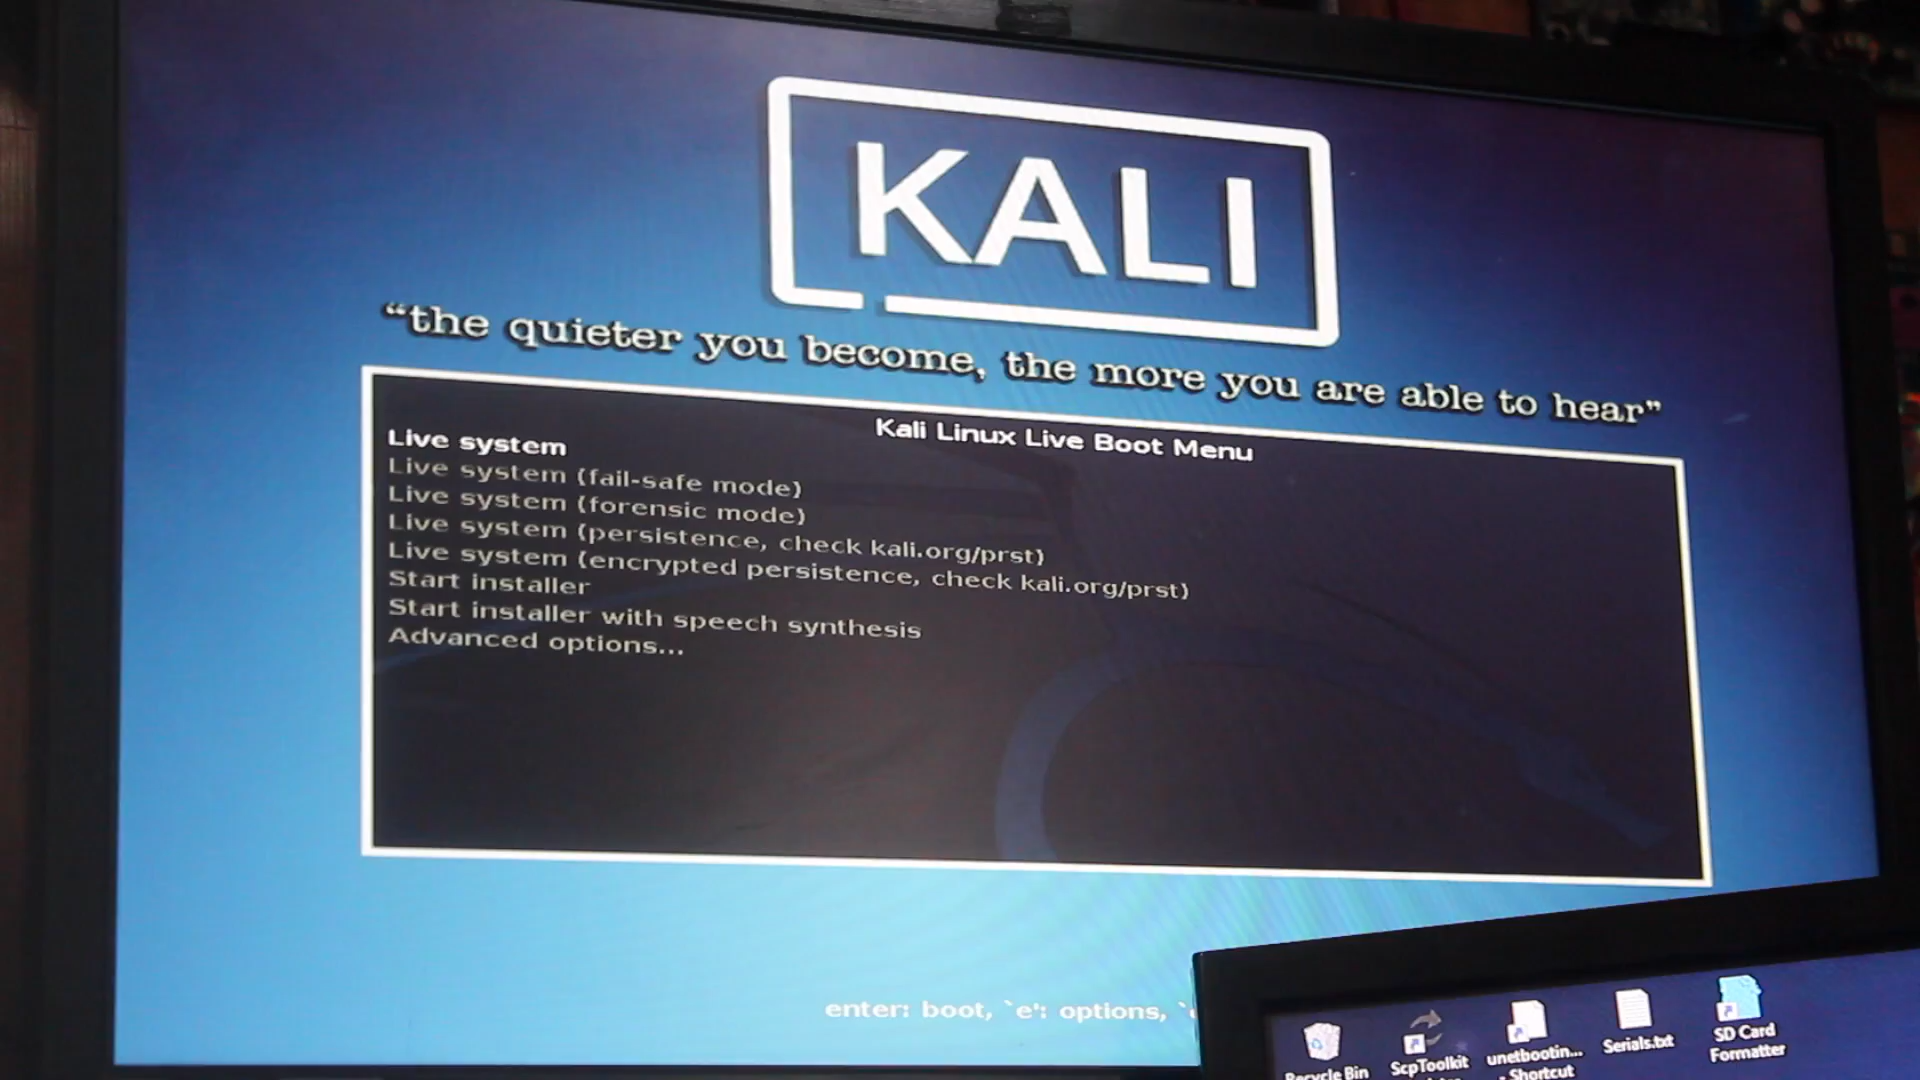 KALI
“the quieter you become, the more you are able to hear”
Kali Linux Live Boot Menu
Live system
Live system (fail-safe mode)
Live system (forensic mode)
Live system (persistence, check kali.org/prst)
Live system (encrypted persistence, check kali.org/prst)
Start installer
Start installer with speech synthesis
Advanced options...
enter: boot, `e': options, `
Recycle Bin
ScpToolkit
unetbootin...
- Shortcut
Serials.txt
SD Card
Formatter